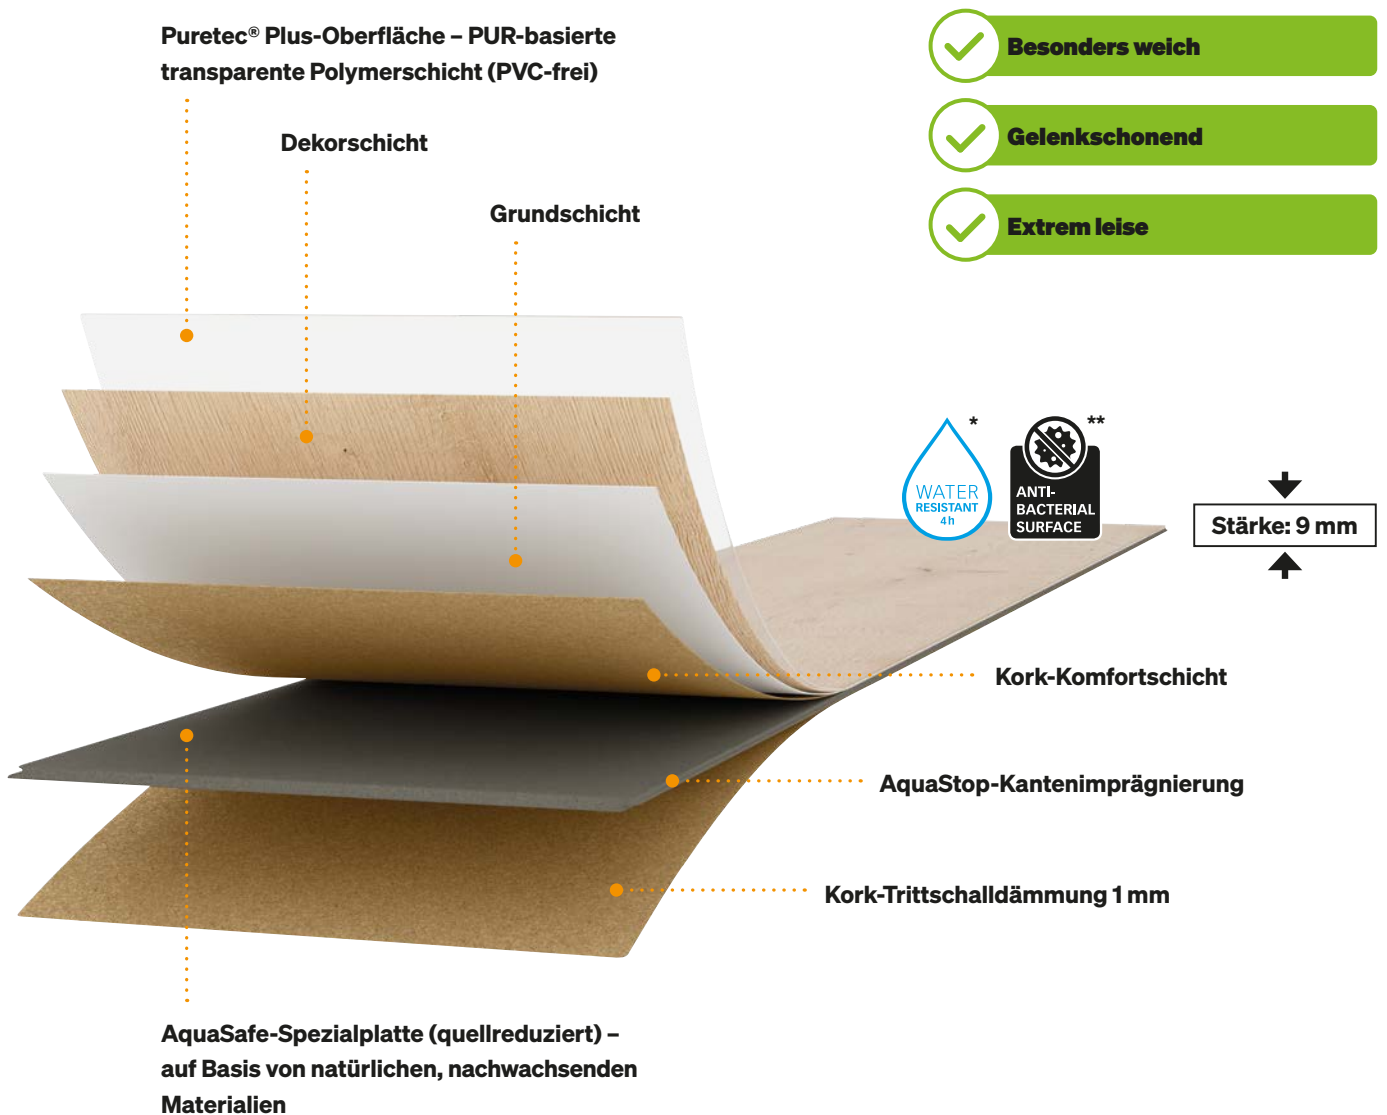 Puretec® Plus-Oberfläche – PUR-basierte
transparente Polymerschicht (PVC-frei)
Dekorschicht
Grundschicht
Besonders weich
Gelenkschonend
Extrem leise
*
WATER
RESISTANT
4 h
**
ANTI-
BACTERIAL
SURFACE
Stärke: 9 mm
Kork-Komfortschicht
AquaStop-Kantenimprägnierung
Kork-Trittschalldämmung 1 mm
AquaSafe-Spezialplatte (quellreduziert) –
auf Basis von natürlichen, nachwachsenden
Materialien